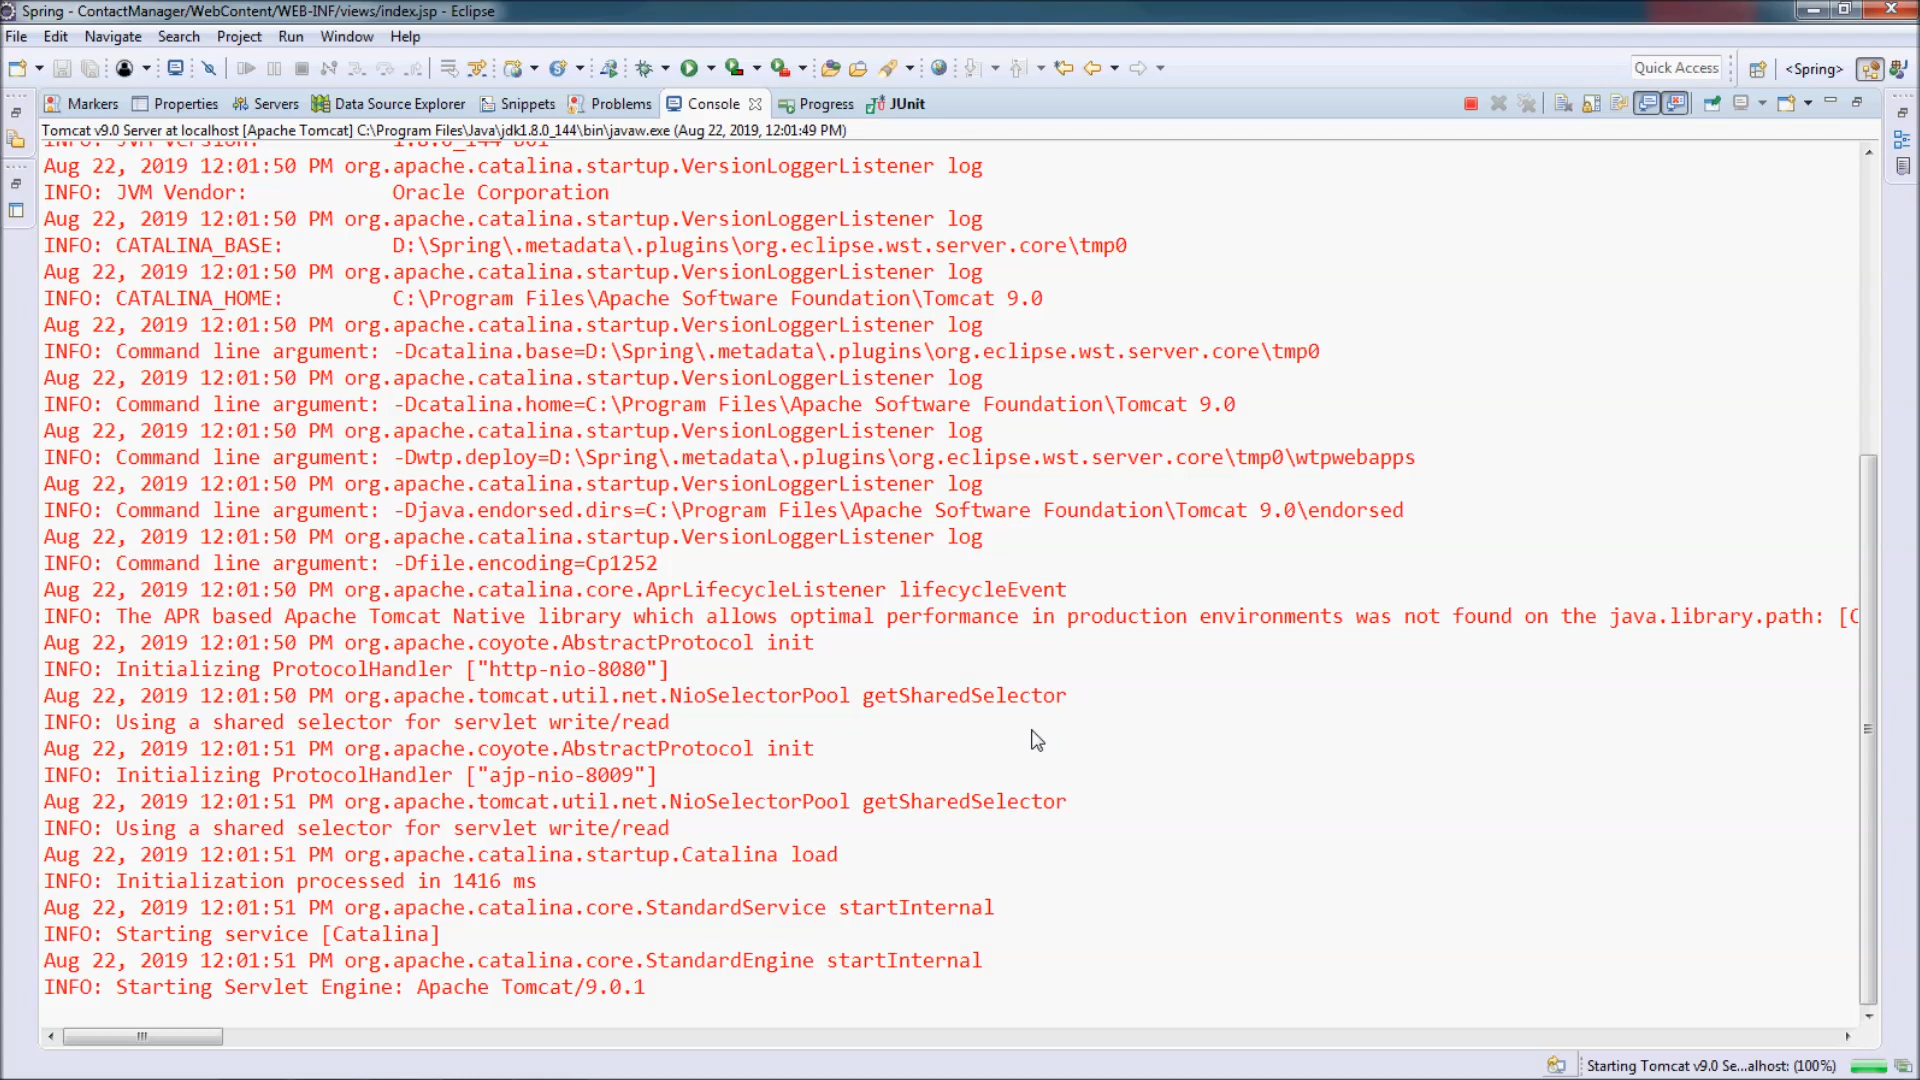 Spring - ContactManager/WebContent/WEB-INF/views/index.jsp - Eclipse
File Edit Navigate Search Project Run Window Help
Quick Access <Spring>
Markers Properties Servers Data Source Explorer Snippets Problems Console Progress JUnit
Tomcat v9.0 Server at localhost [Apache Tomcat] C:\Program Files\Java\jdk1.8.0_144\bin\javaw.exe (Aug 22, 2019, 12:01:49 PM)
INFO: JVM Version: 1.8.0_144-b01
Aug 22, 2019 12:01:50 PM org.apache.catalina.startup.VersionLoggerListener log
INFO: JVM Vendor: Oracle Corporation
Aug 22, 2019 12:01:50 PM org.apache.catalina.startup.VersionLoggerListener log
INFO: CATALINA_BASE: D:\Spring\.metadata\.plugins\org.eclipse.wst.server.core\tmp0
Aug 22, 2019 12:01:50 PM org.apache.catalina.startup.VersionLoggerListener log
INFO: CATALINA_HOME: C:\Program Files\Apache Software Foundation\Tomcat 9.0
Aug 22, 2019 12:01:50 PM org.apache.catalina.startup.VersionLoggerListener log
INFO: Command line argument: -Dcatalina.base=D:\Spring\.metadata\.plugins\org.eclipse.wst.server.core\tmp0
Aug 22, 2019 12:01:50 PM org.apache.catalina.startup.VersionLoggerListener log
INFO: Command line argument: -Dcatalina.home=C:\Program Files\Apache Software Foundation\Tomcat 9.0
Aug 22, 2019 12:01:50 PM org.apache.catalina.startup.VersionLoggerListener log
INFO: Command line argument: -Dwtp.deploy=D:\Spring\.metadata\.plugins\org.eclipse.wst.server.core\tmp0\wtpwebapps
Aug 22, 2019 12:01:50 PM org.apache.catalina.startup.VersionLoggerListener log
INFO: Command line argument: -Djava.endorsed.dirs=C:\Program Files\Apache Software Foundation\Tomcat 9.0\endorsed
Aug 22, 2019 12:01:50 PM org.apache.catalina.startup.VersionLoggerListener log
INFO: Command line argument: -Dfile.encoding=Cp1252
Aug 22, 2019 12:01:50 PM org.apache.catalina.core.AprLifecycleListener lifecycleEvent
INFO: The APR based Apache Tomcat Native library which allows optimal performance in production environments was not found on the java.library.path: [C
Aug 22, 2019 12:01:50 PM org.apache.coyote.AbstractProtocol init
INFO: Initializing ProtocolHandler ["http-nio-8080"]
Aug 22, 2019 12:01:50 PM org.apache.tomcat.util.net.NioSelectorPool getSharedSelector
INFO: Using a shared selector for servlet write/read
Aug 22, 2019 12:01:51 PM org.apache.coyote.AbstractProtocol init
INFO: Initializing ProtocolHandler ["ajp-nio-8009"]
Aug 22, 2019 12:01:51 PM org.apache.tomcat.util.net.NioSelectorPool getSharedSelector
INFO: Using a shared selector for servlet write/read
Aug 22, 2019 12:01:51 PM org.apache.catalina.startup.Catalina load
INFO: Initialization processed in 1416 ms
Aug 22, 2019 12:01:51 PM org.apache.catalina.core.StandardService startInternal
INFO: Starting service [Catalina]
Aug 22, 2019 12:01:51 PM org.apache.catalina.core.StandardEngine startInternal
INFO: Starting Servlet Engine: Apache Tomcat/9.0.1
Starting Tomcat v9.0 Se...alhost: (100%)